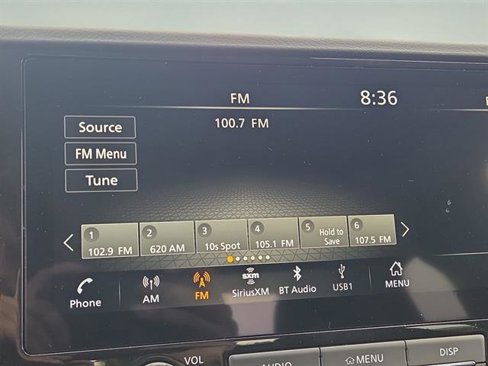 FM 8:36
100.7 FM
Source
FM Menu
Tune
1 2 3 4 5 6
102.9 FM 620 AM 10s Spot 105.1 FM Hold to Save 107.5 FM
Phone AM FM SiriusXM BT Audio USB1 MENU
sxm
VOL AUDIO MENU DISP